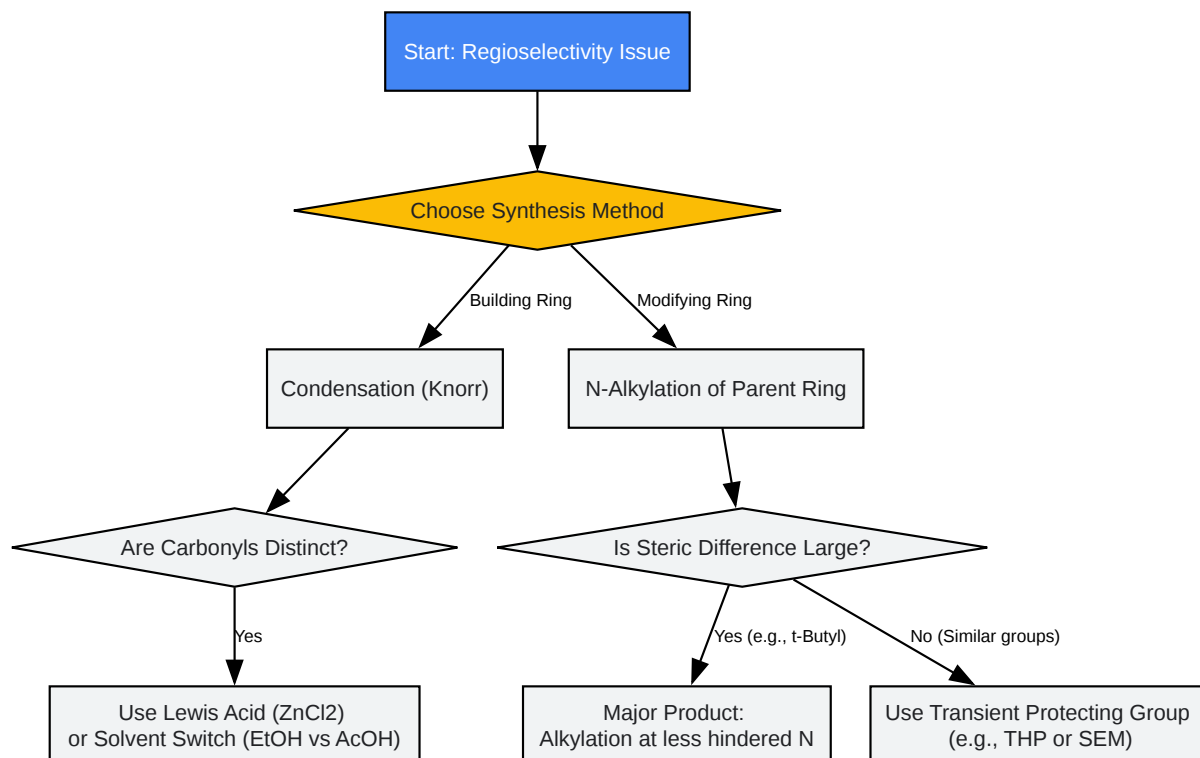 Start: Regioselectivity Issue
Choose Synthesis Method
Building Ring
Modifying Ring
Condensation (Knorr)
N-Alkylation of Parent Ring
Are Carbonyls Distinct?
Is Steric Difference Large?
Yes
Yes (e.g., t-Butyl)
No (Similar groups)
Use Lewis Acid (ZnCl2)
or Solvent Switch (EtOH vs AcOH)
Major Product:
Alkylation at less hindered N
Use Transient Protecting Group
(e.g., THP or SEM)